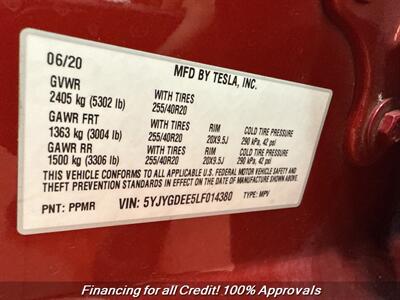 06/20
MFD BY TESLA, INC.
GVWR
2405 kg (5302 lb)
WITH TIRES
255/40R20
GAWR FRT
1363 kg (3004 lb)
WITH TIRES
255/40R20
RIM
20X9.5J
COLD TIRE PRESSURE
290 kPa, 42 psi
GAWR RR
1500 kg (3306 lb)
WITH TIRES
255/40R20
RIM
20X9.5J
COLD TIRE PRESSURE
290 kPa, 42 psi
THIS VEHICLE CONFORMS TO ALL APPLICABLE U.S. FEDERAL MOTOR VEHICLE SAFETY AND
THEFT PREVENTION STANDARDS IN EFFECT ON THE DATE OF MANUFACTURE SHOWN ABOVE.
PNT: PPMR
VIN: 5YJYGDEE5LF014380
TYPE: MPV
Financing for all Credit! 100% Approvals